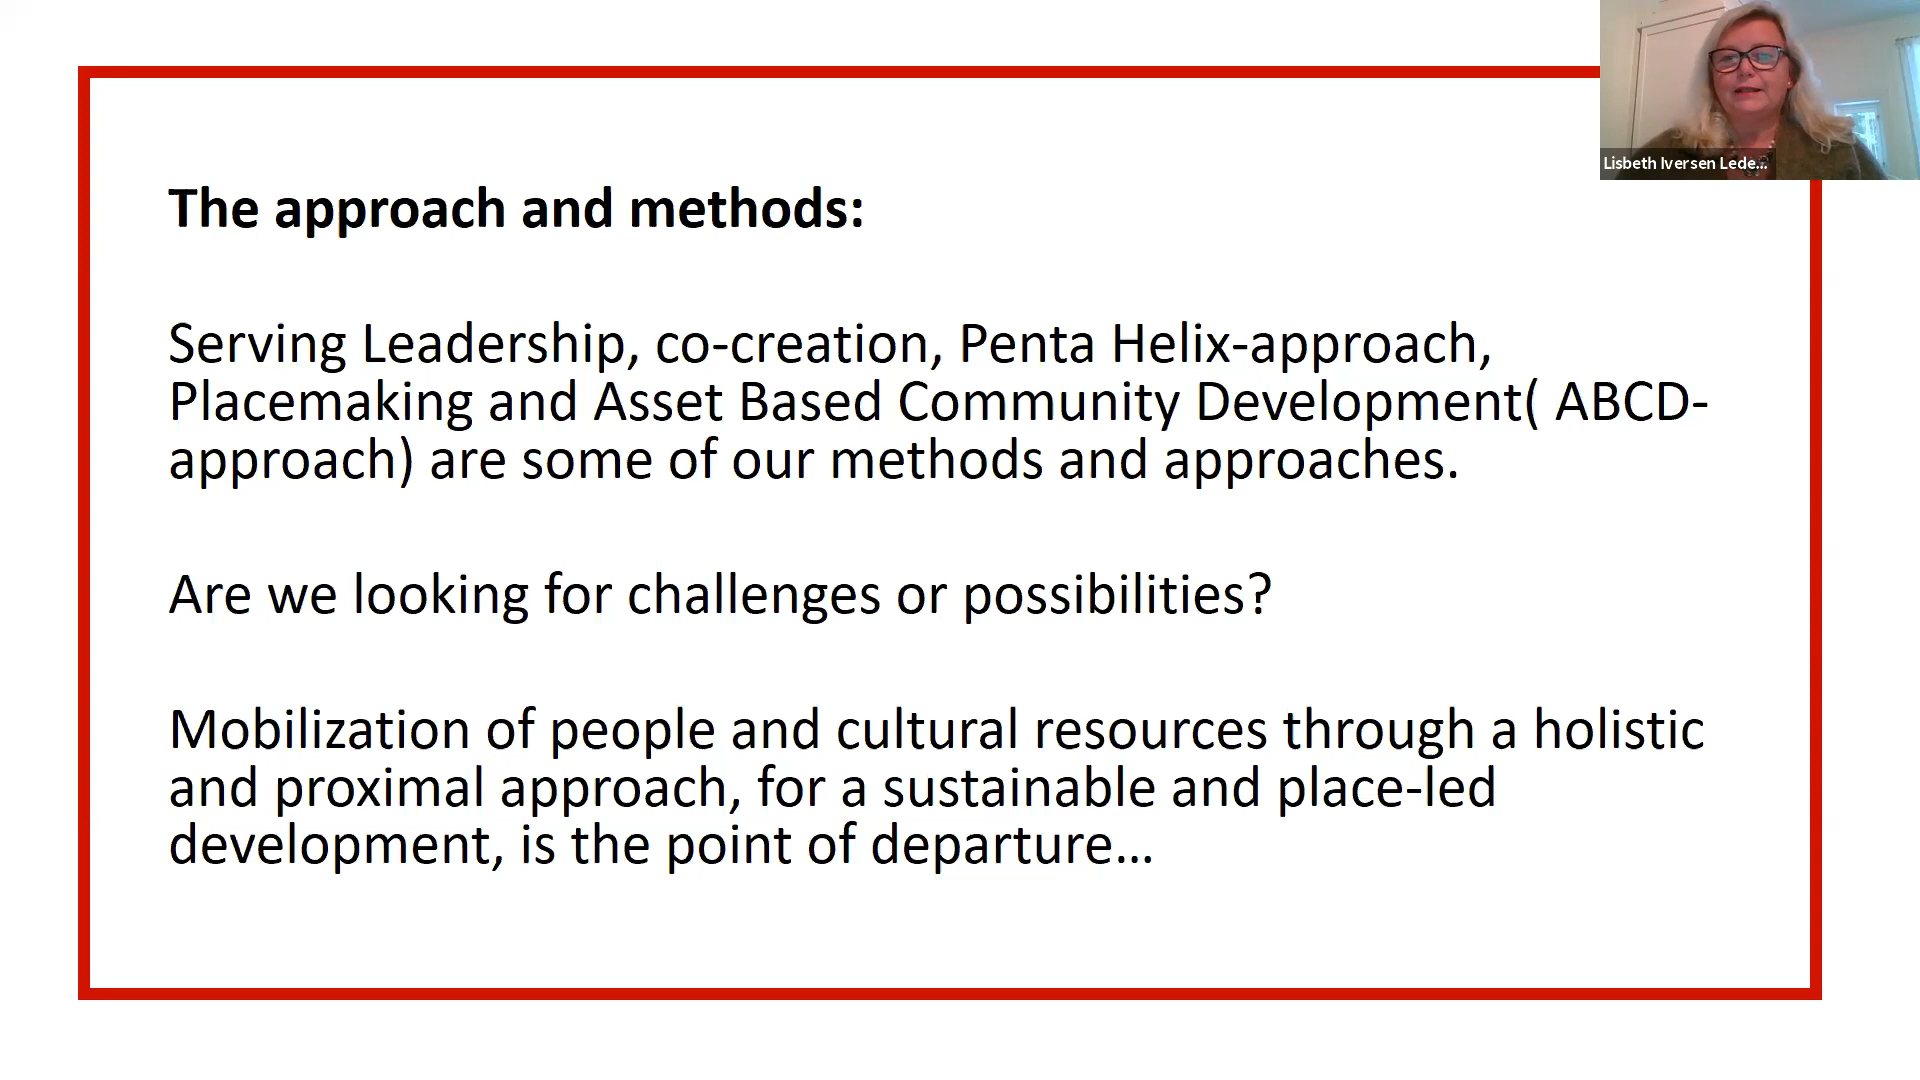 Lisbeth Iversen Lede...
The approach and methods:
Serving Leadership, co-creation, Penta Helix-approach,
Placemaking and Asset Based Community Development( ABCD-
approach) are some of our methods and approaches.
Are we looking for challenges or possibilities?
Mobilization of people and cultural resources through a holistic
and proximal approach, for a sustainable and place-led
development, is the point of departure...